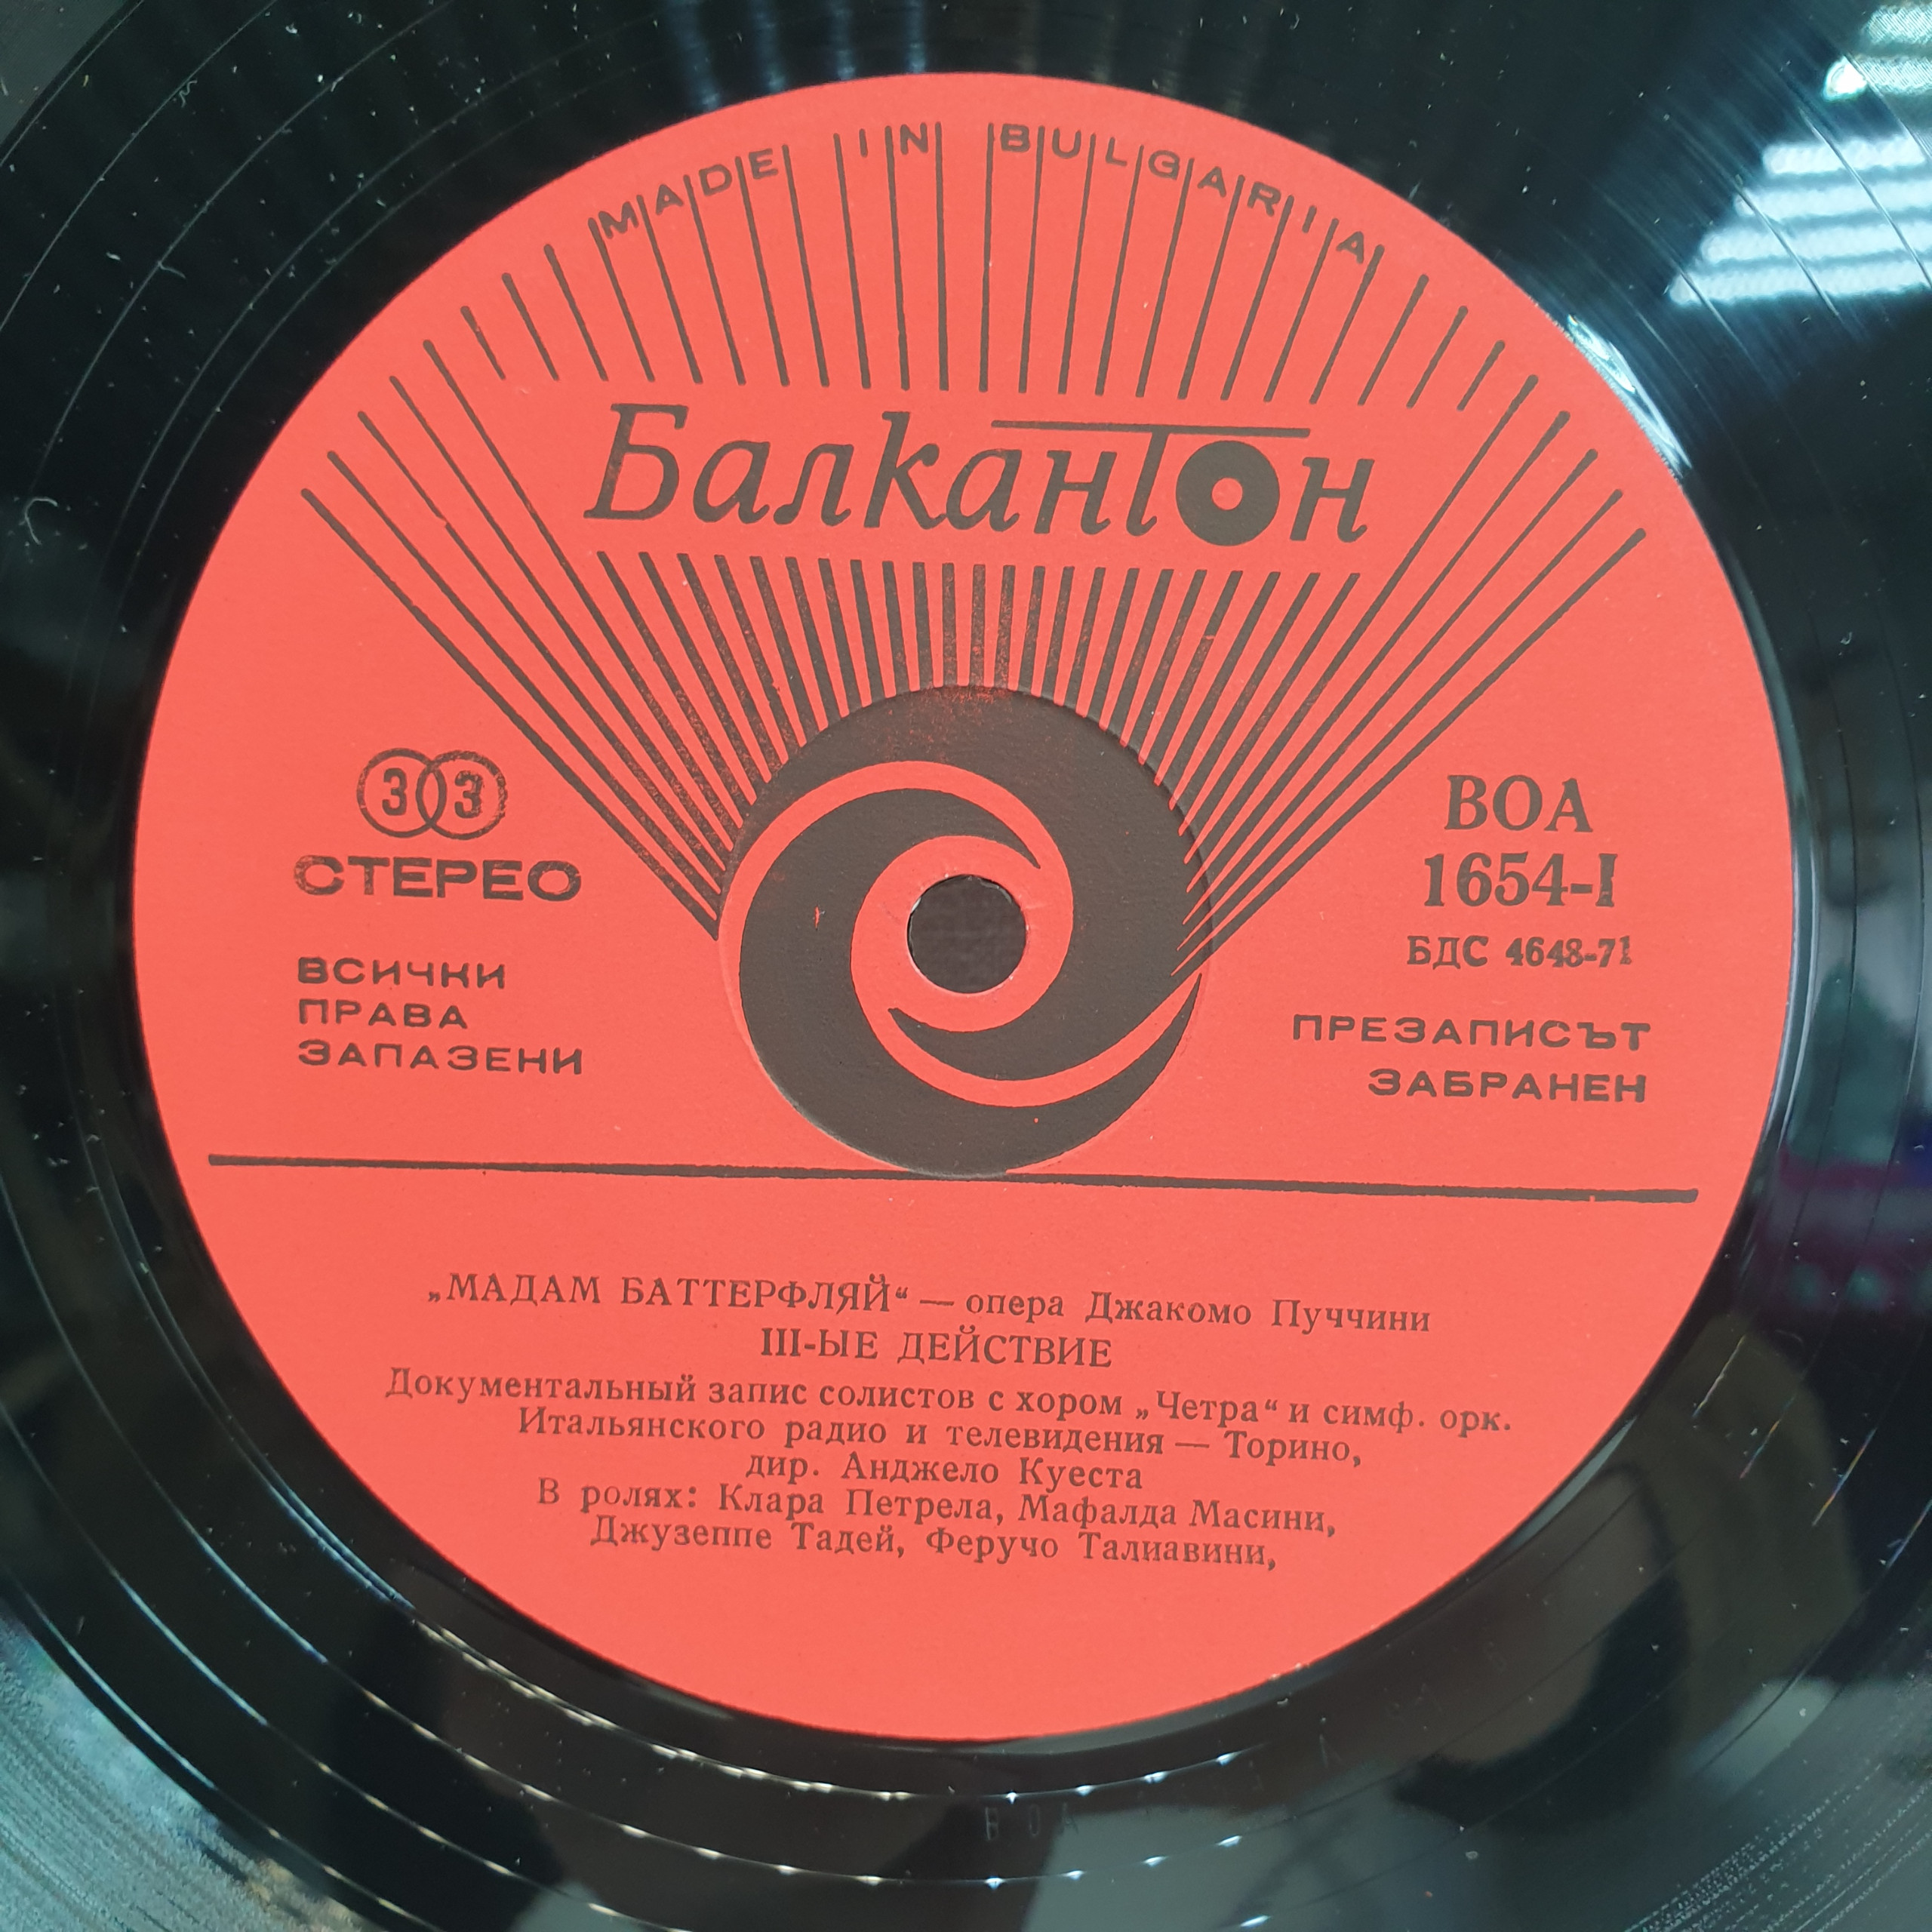 MADE IN BULGARIA
Балкантон
33
СТЕРЕО
ВСИЧКИ
ПРАВА
ЗАПАЗЕНИ
ВОА
1654-I
БДС 4648-71
ПРЕЗАПИСЪТ
ЗАБРАНЕН
„МАДАМ БАТТЕРФЛЯЙ“ — опера Джакомо Пуччини
III-ЫЕ ДЕЙСТВИЕ
Документальный запис солистов с хором „Четра“ и симф. орк.
Итальянского радио и телевидения — Торино,
дир. Анджело Куеста
В ролях: Клара Петрела, Мафалда Масини,
Джузеппе Тадей, Феручо Талиавини,
BOA